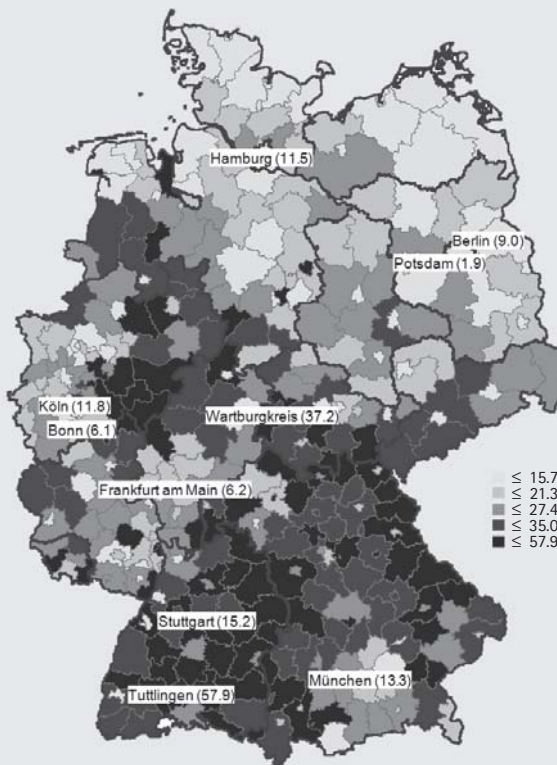 Hamburg (11.5)
Berlin (9.0)
Potsdam (1.9)
Köln (11.8)
Wartburgkreis (37.2)
Bonn (6.1)
Frankfurt am Main (6.2)
≤ 15.7
≤ 21.3
≤ 27.4
≤ 35.0
≤ 57.9
Stuttgart (15.2)
Tuttlingen (57.9)
München (13.3)